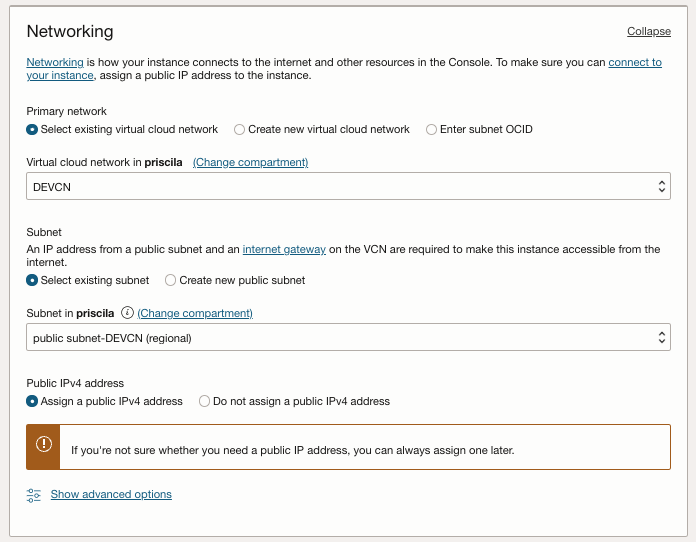 Networking
Collapse
Networking is how your instance connects to the internet and other resources in the Console. To make sure you can connect to
your instance, assign a public IP address to the instance.
Primary network
Select existing virtual cloud network
Create new virtual cloud network
Enter subnet OCID
Virtual cloud network in priscila (Change compartment)
DEVCN
Subnet
An IP address from a public subnet and an internet gateway on the VCN are required to make this instance accessible from the
internet.
Select existing subnet
Create new public subnet
Subnet in priscila i (Change compartment)
public subnet-DEVCN (regional)
Public IPv4 address
Assign a public IPv4 address
Do not assign a public IPv4 address
! If you're not sure whether you need a public IP address, you can always assign one later.
Show advanced options